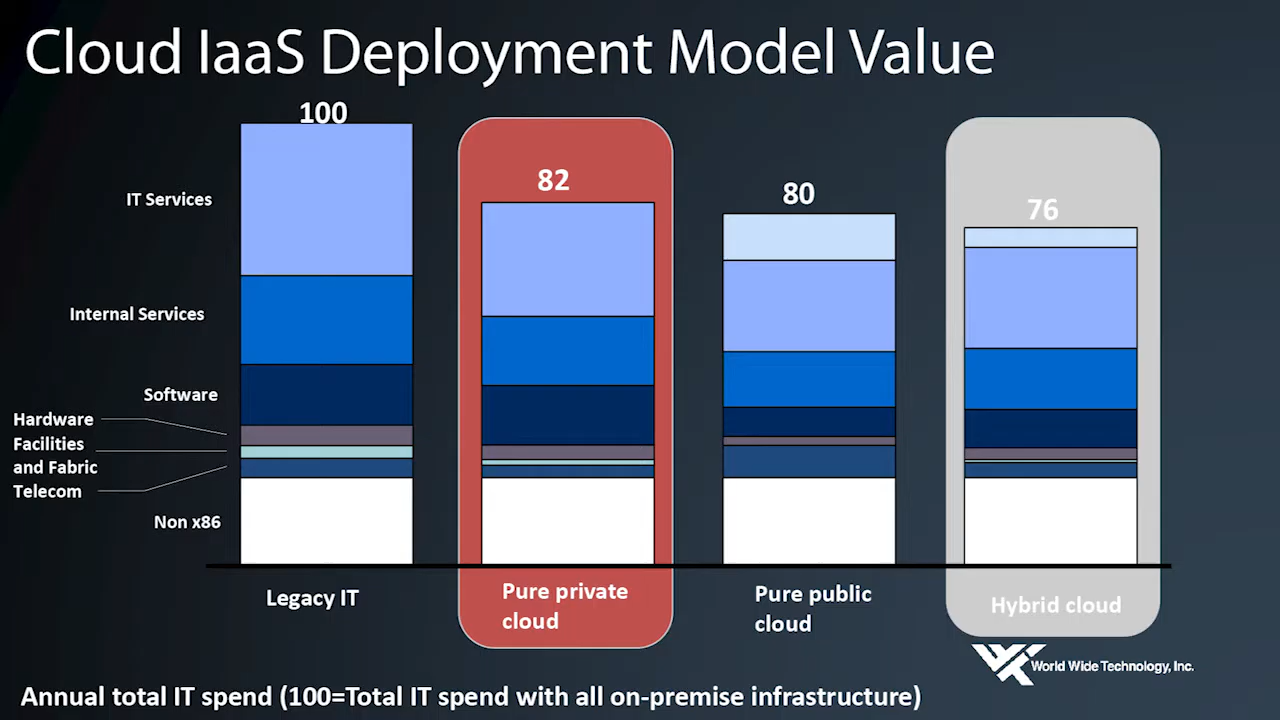 Cloud IaaS Deployment Model Value
100
82
80
76
IT Services
Internal Services
Software
Hardware
Facilities
and Fabric
Telecom
Non x86
Legacy IT
Pure private
cloud
Pure public
cloud
Hybrid cloud
World Wide Technology, Inc.
Annual total IT spend (100=Total IT spend with all on-premise infrastructure)